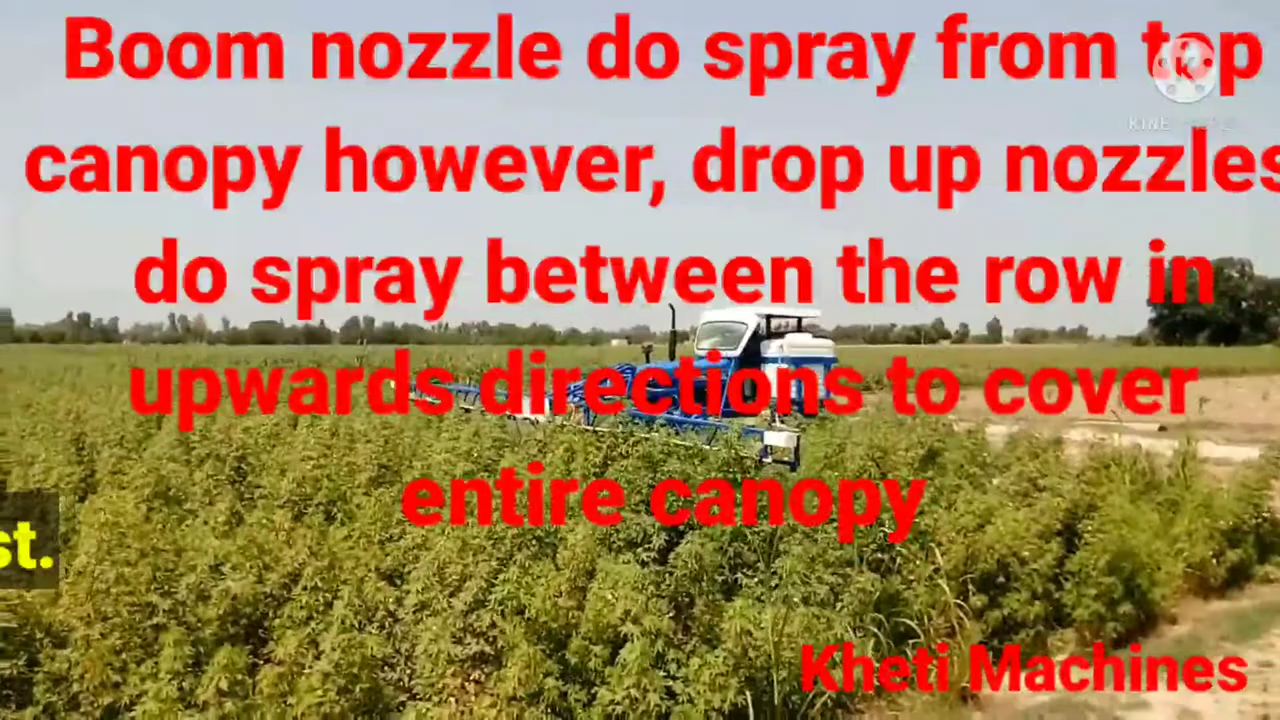 Boom nozzle do spray from top
canopy however, drop up nozzles
do spray between the row in
upwards directions to cover
entire canopy
st.
Kheti Machines